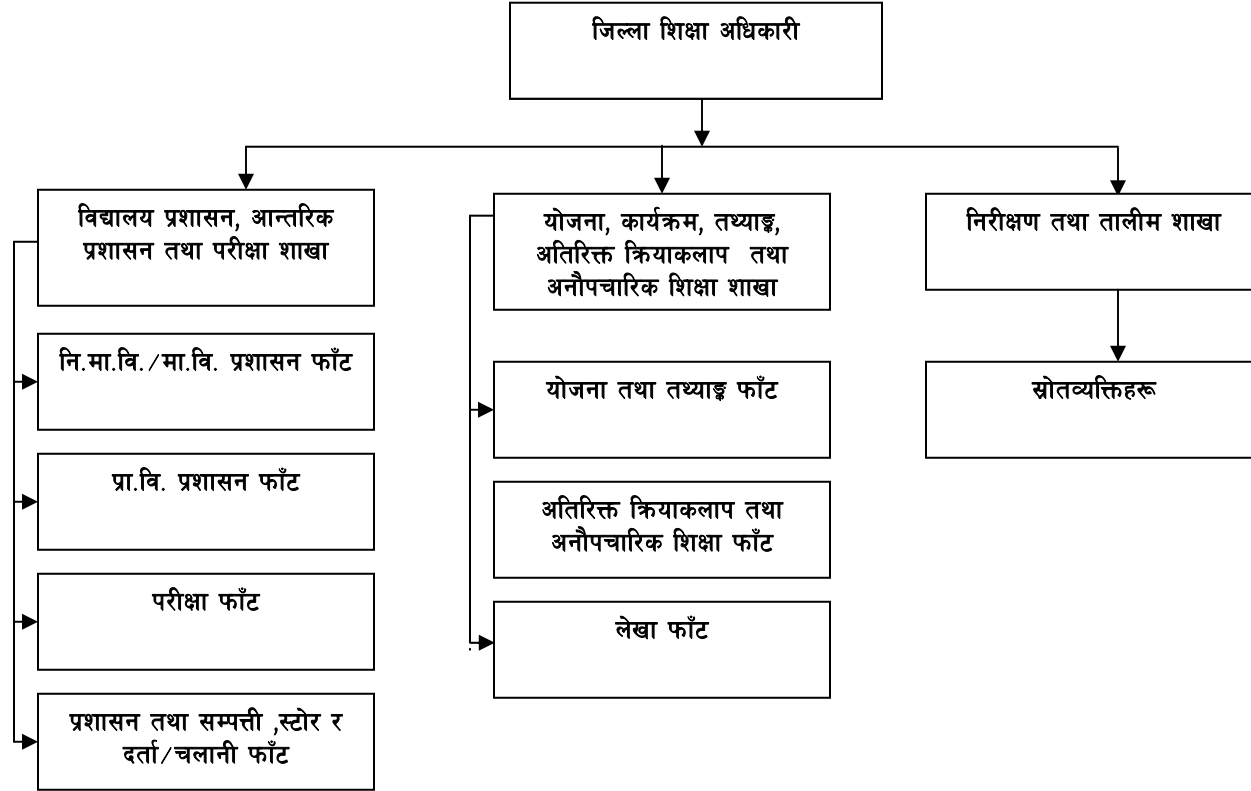 जिल्ला शिक्षा अधिकारी
विद्यालय प्रशासन, आन्तरिक
प्रशासन तथा परीक्षा शाखा
नि.मा.वि./मा.वि. प्रशासन फाँट
प्रा.वि. प्रशासन फाँट
परीक्षा फाँट
प्रशासन तथा सम्पत्ती ,स्टोर र
दर्ता/चलानी फाँट
योजना, कार्यक्रम, तथ्याङ्क,
अतिरिक्त क्रियाकलाप तथा
अनौपचारिक शिक्षा शाखा
योजना तथा तथ्याङ्क फाँट
अतिरिक्त क्रियाकलाप तथा
अनौपचारिक शिक्षा फाँट
लेखा फाँट
निरीक्षण तथा तालीम शाखा
स्रोतव्यक्तिहरू